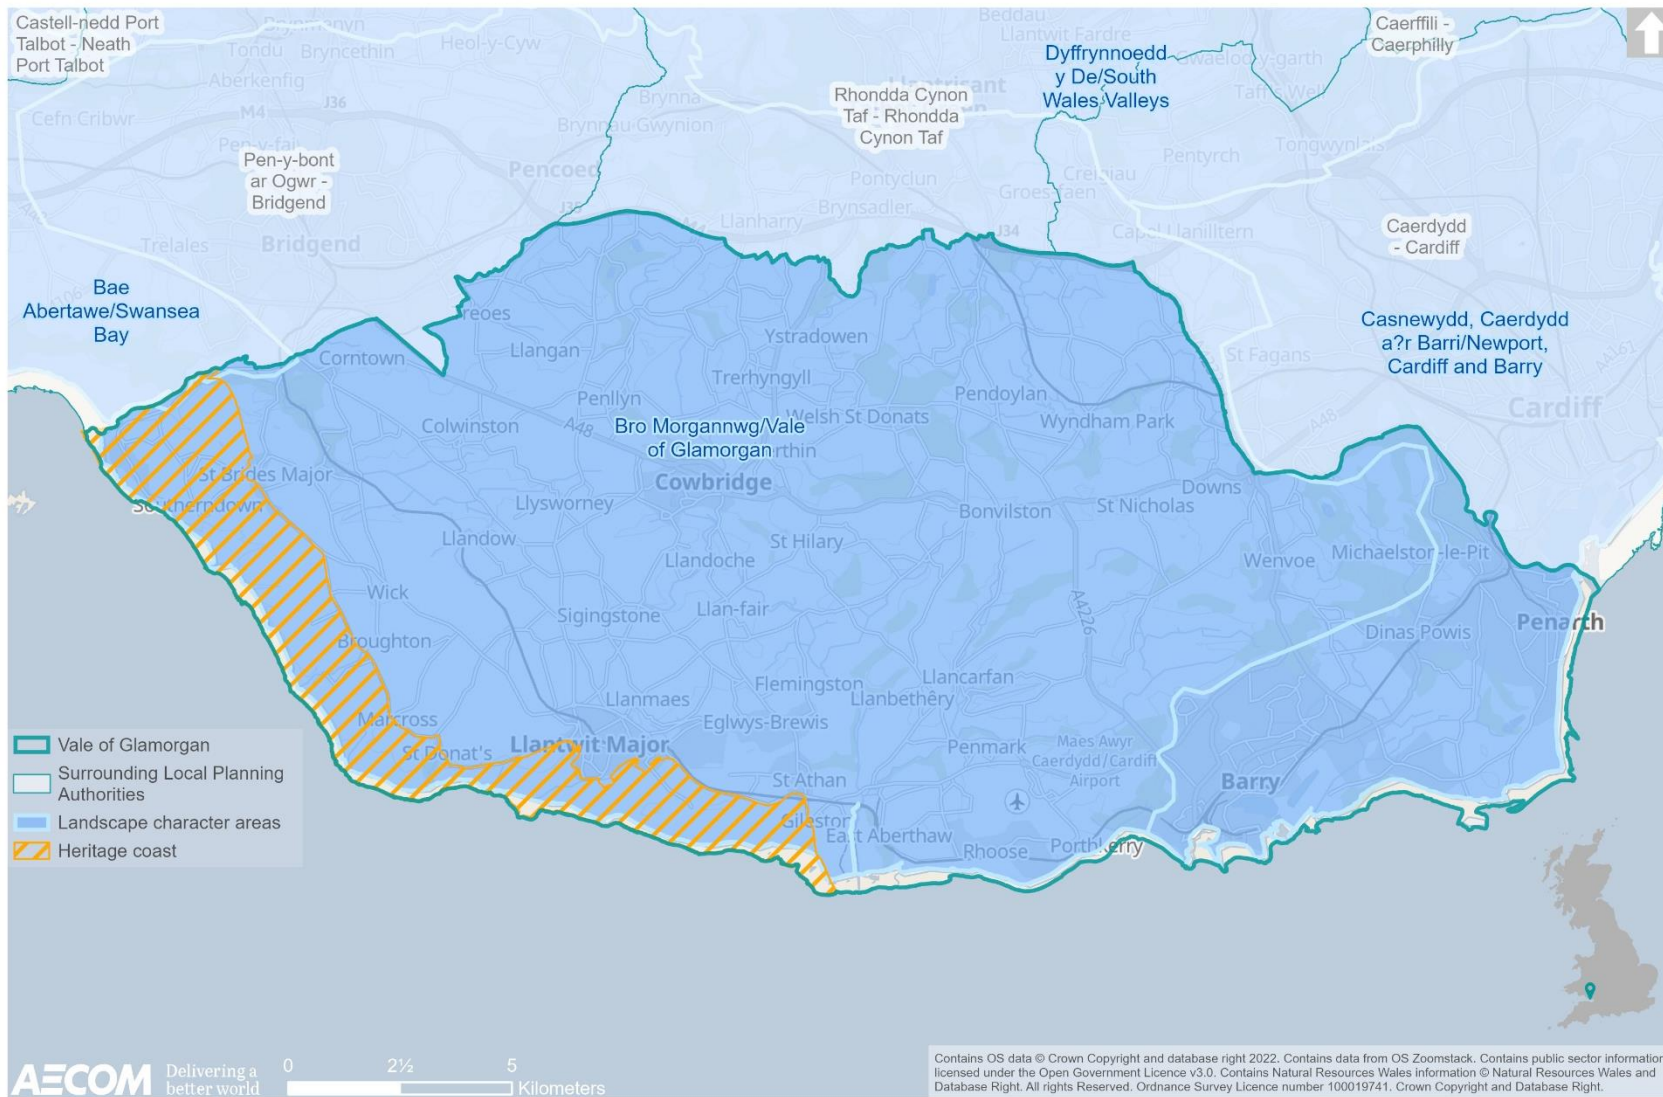 Castell-nedd Port
Talbot - Neath
Port Talbot
Brynmenyn
Tondu
Bryncethin
Heol-y-Cyw
Aberkenfig
Beddau
Llantwit Fardre
Caerffili -
Caerphilly
Dyffrynnoedd
y De/South
Wales Valleys
Gwaelod-y-garth
Taff's Well
Cefn Cribwr
M4
J36
Brynna
Brynnau Gwynion
Llantrisant
Rhondda Cynon
Taf - Rhondda
Cynon Taf
Pen-y-fai
Pen-y-bont
ar Ogwr -
Bridgend
Pencoed
Pentyrch
Tongwynlais
Creigiau
Pontyclun
Groes-faen
Brynsadler
J35
Llanharry
J34
Capel Llanilltern
Trelales
Bridgend
Caerdydd
- Cardiff
Bae
Abertawe/Swansea
Bay
Casnewydd, Caerdydd
a?r Barri/Newport,
Cardiff and Barry
reoes
Corntown
Llangan
Ystradowen
St Fagans
Trerhyngyll
Penllyn
Pendoylan
Cardiff
A48
Colwinston
A48
Welsh St Donats
Wyndham Park
Bro Morgannwg/Vale
of Glamorgan
rthin
St Brides Major
Cowbridge
Downs
Southerndown
Llysworney
Bonvilston
St Nicholas
Llandow
St Hilary
Michaelston-le-Pit
Llandoche
Wenvoe
Wick
Sigingstone
Llan-fair
A4226
Penarth
Dinas Powis
Broughton
Llancarfan
Flemingston
Llanmaes
Llanbethêry
Marcross
Eglwys-Brewis
St Donat's
Llantwit Major
Penmark
Maes Awyr
Caerdydd/Cardiff
Airport
St Athan
Barry
Gileston
East Aberthaw
Rhoose
Porthkerry
Vale of Glamorgan
Surrounding Local Planning
Authorities
Landscape character areas
Heritage coast
AECOM
Delivering a
better world
0 2½ 5
Kilometers
Contains OS data © Crown Copyright and database right 2022. Contains data from OS Zoomstack. Contains public sector information
licensed under the Open Government Licence v3.0. Contains Natural Resources Wales information © Natural Resources Wales and
Database Right. All rights Reserved. Ordnance Survey Licence number 100019741. Crown Copyright and Database Right.